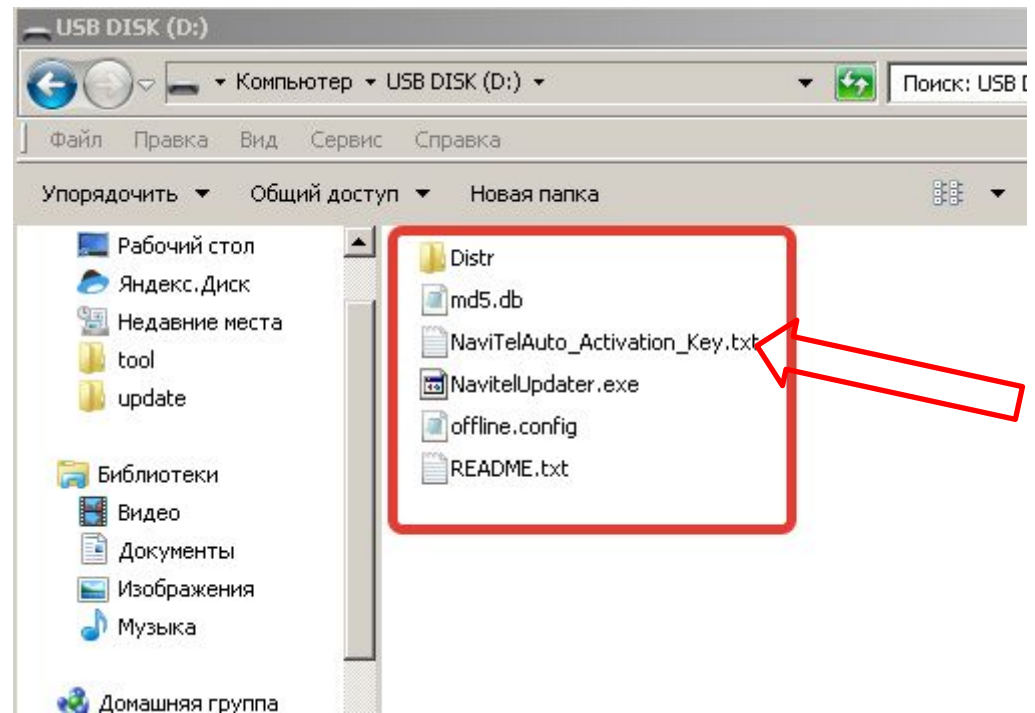 USB DISK (D:)
Компьютер USB DISK (D:)
Поиск: USB
Файл Правка Вид Сервис Справка
Упорядочить Общий доступ Новая папка
Рабочий стол
Яндекс.Диск
Недавние места
tool
update
Библиотеки
Видео
Документы
Изображения
Музыка
Домашняя группа
Distr
md5.db
NaviTelAuto_Activation_Key.txt
NavitelUpdater.exe
offline.config
README.txt